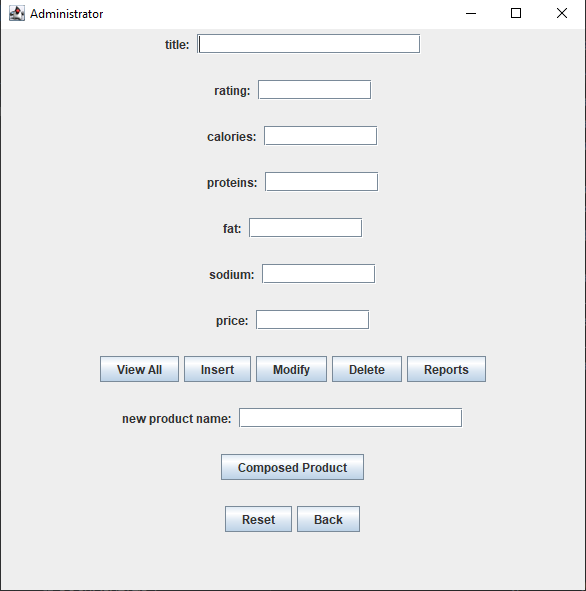 Administrator
title:
rating:
calories:
proteins:
fat:
sodium:
price:
View All Insert Modify Delete Reports
new product name:
Composed Product
Reset Back